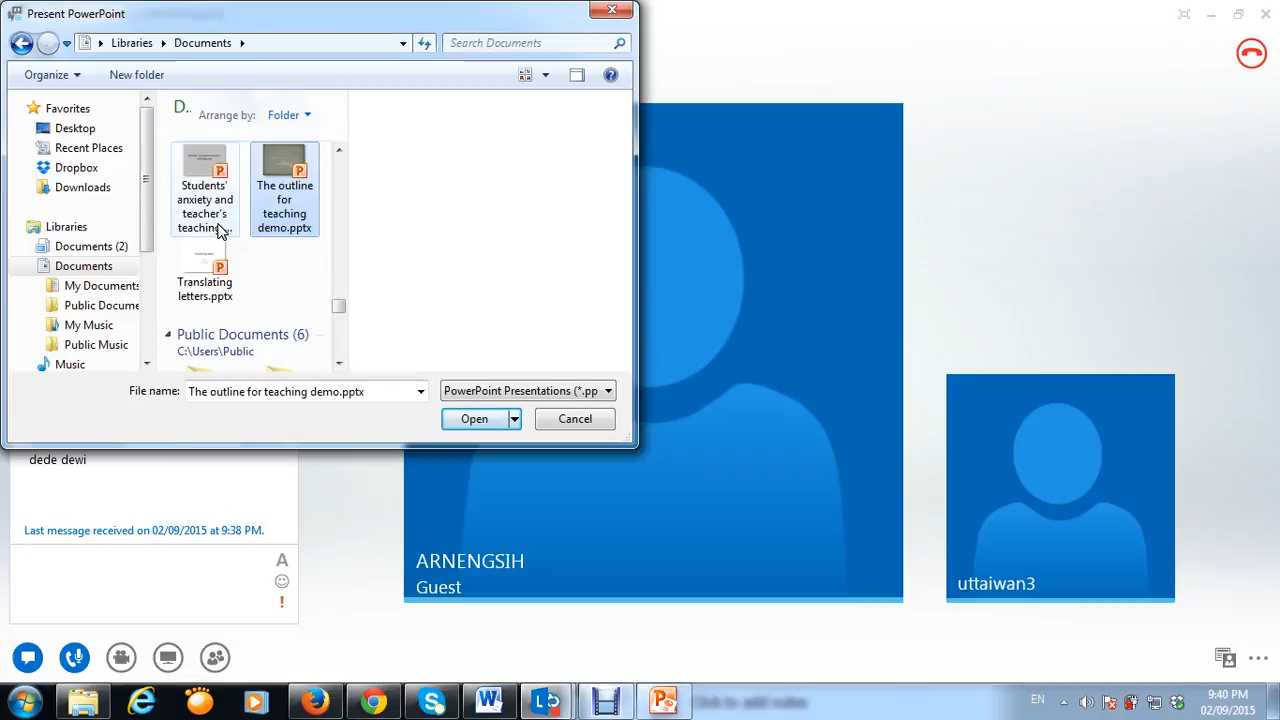 Present PowerPoint
Libraries Documents
Search Documents
Organize
New folder
Favorites
Desktop
Recent Places
Dropbox
Downloads
Libraries
Documents (2)
Documents
My Documents
Public Docume
My Music
Public Music
Music
D..
Arrange by: Folder
Students'
anxiety and
teacher's
teaching...
The outline
for
teaching
demo.pptx
Translating
letters.pptx
Public Documents (6)
C:\Users\Public
File name: The outline for teaching demo.pptx
PowerPoint Presentations (*.pp
Open
Cancel
dede dewi
Last message received on 02/09/2015 at 9:38 PM.
A
!
ARNENGSIH
Guest
uttaiwan3
Click to add notes
EN
9:40 PM
02/09/2015